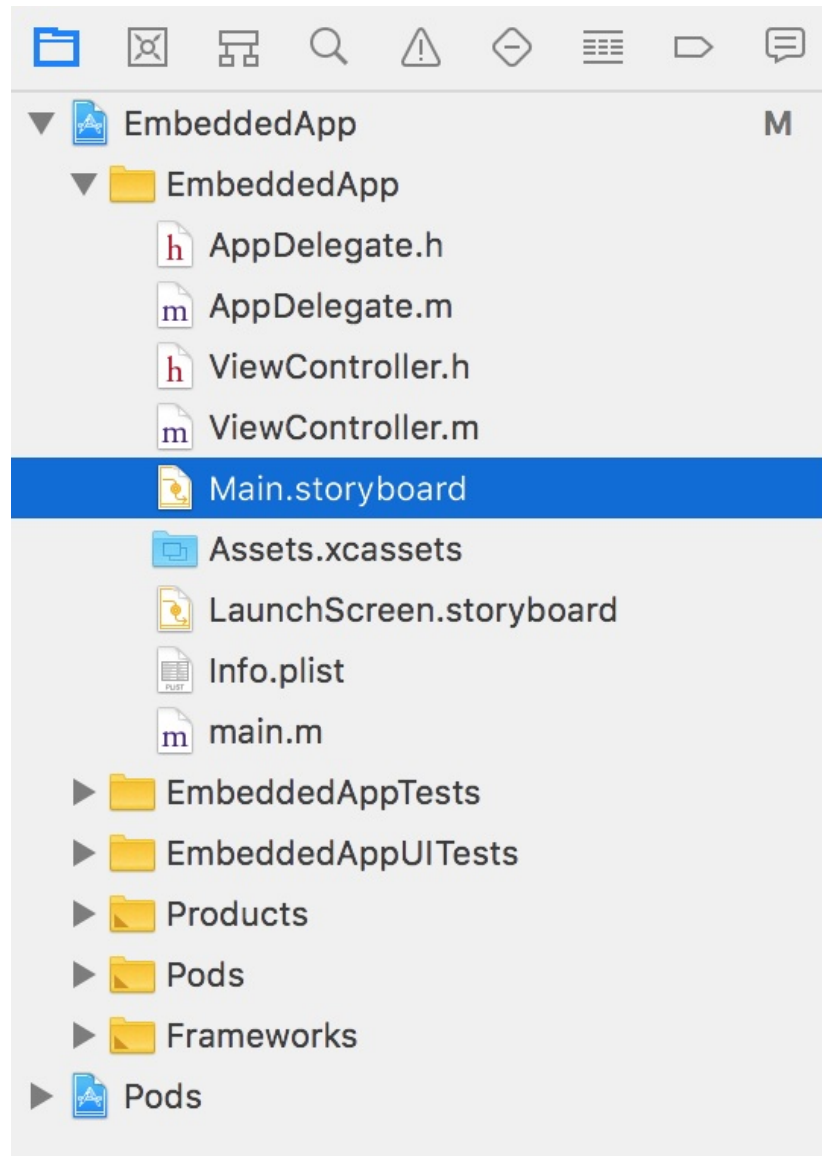 EmbeddedApp M
EmbeddedApp
h AppDelegate.h
m AppDelegate.m
h ViewController.h
m ViewController.m
Main.storyboard
Assets.xcassets
LaunchScreen.storyboard
PLIST Info.plist
m main.m
EmbeddedAppTests
EmbeddedAppUITests
Products
Pods
Frameworks
Pods